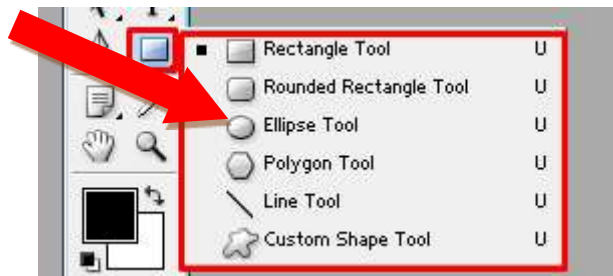 Rectangle Tool U
Rounded Rectangle Tool U
Ellipse Tool U
Polygon Tool U
Line Tool U
Custom Shape Tool U